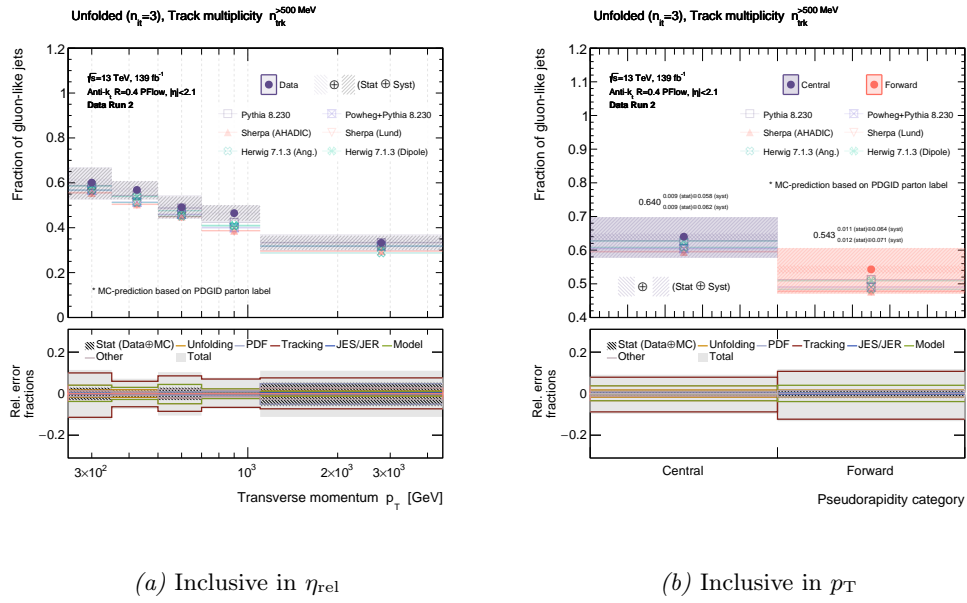 Unfolded (n_it=3), Track multiplicity n_trk^>500 MeV
Fraction of gluon-like jets
1.2
1
0.8
0.6
0.4
0.2
0
√s=13 TeV, 139 fb⁻¹
Anti-k_t R=0.4 PFlow, |η|<2.1
Data Run 2
Data
⊕ (Stat ⊕ Syst)
Pythia 8.230
Powheg+Pythia 8.230
Sherpa (AHADIC)
Sherpa (Lund)
Herwig 7.1.3 (Ang.)
Herwig 7.1.3 (Dipole)
* MC-prediction based on PDGID parton label
Rel. error
fractions
0.2
0
−0.2
Stat (Data⊕MC) Unfolding PDF Tracking JES/JER Model
Other Total
3×10² 10³ 2×10³ 3×10³
Transverse momentum p_T [GeV]
(a) Inclusive in η_rel
Unfolded (n_it=3), Track multiplicity n_trk^>500 MeV
Fraction of gluon-like jets
1.2
1.1
1
0.9
0.8
0.7
0.6
0.5
0.4
√s=13 TeV, 139 fb⁻¹
Anti-k_t R=0.4 PFlow, |η|<2.1
Data Run 2
Central
Forward
Pythia 8.230
Powheg+Pythia 8.230
Sherpa (AHADIC)
Sherpa (Lund)
Herwig 7.1.3 (Ang.)
Herwig 7.1.3 (Dipole)
* MC-prediction based on PDGID parton label
0.009 (stat)⊕0.058 (syst)
0.640
0.009 (stat)⊕0.062 (syst)
0.011 (stat)⊕0.064 (syst)
0.543
0.012 (stat)⊕0.071 (syst)
⊕ (Stat ⊕ Syst)
Rel. error
fractions
0.2
0
−0.2
Stat (Data⊕MC) Unfolding PDF Tracking JES/JER Model
Other Total
Central Forward
Pseudorapidity category
(b) Inclusive in p_T